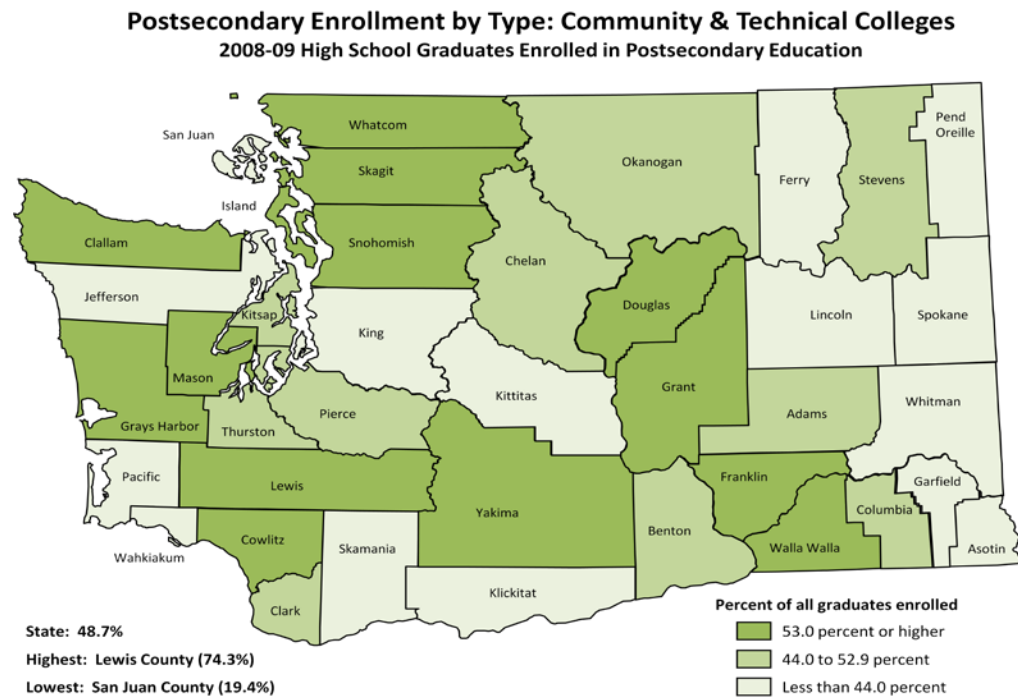 Postsecondary Enrollment by Type: Community & Technical Colleges
2008-09 High School Graduates Enrolled in Postsecondary Education
San Juan
Whatcom
Skagit
Island
Snohomish
Okanogan
Ferry
Stevens
Pend
Oreille
Clallam
Jefferson
Kitsap
Chelan
Douglas
King
Lincoln
Spokane
Mason
Kittitas
Grant
Grays Harbor
Thurston
Pierce
Adams
Whitman
Pacific
Lewis
Yakima
Franklin
Garfield
Columbia
Wahkiakum
Cowlitz
Skamania
Benton
Walla Walla
Asotin
Clark
Klickitat
State: 48.7%
Highest: Lewis County (74.3%)
Lowest: San Juan County (19.4%)
Percent of all graduates enrolled
53.0 percent or higher
44.0 to 52.9 percent
Less than 44.0 percent